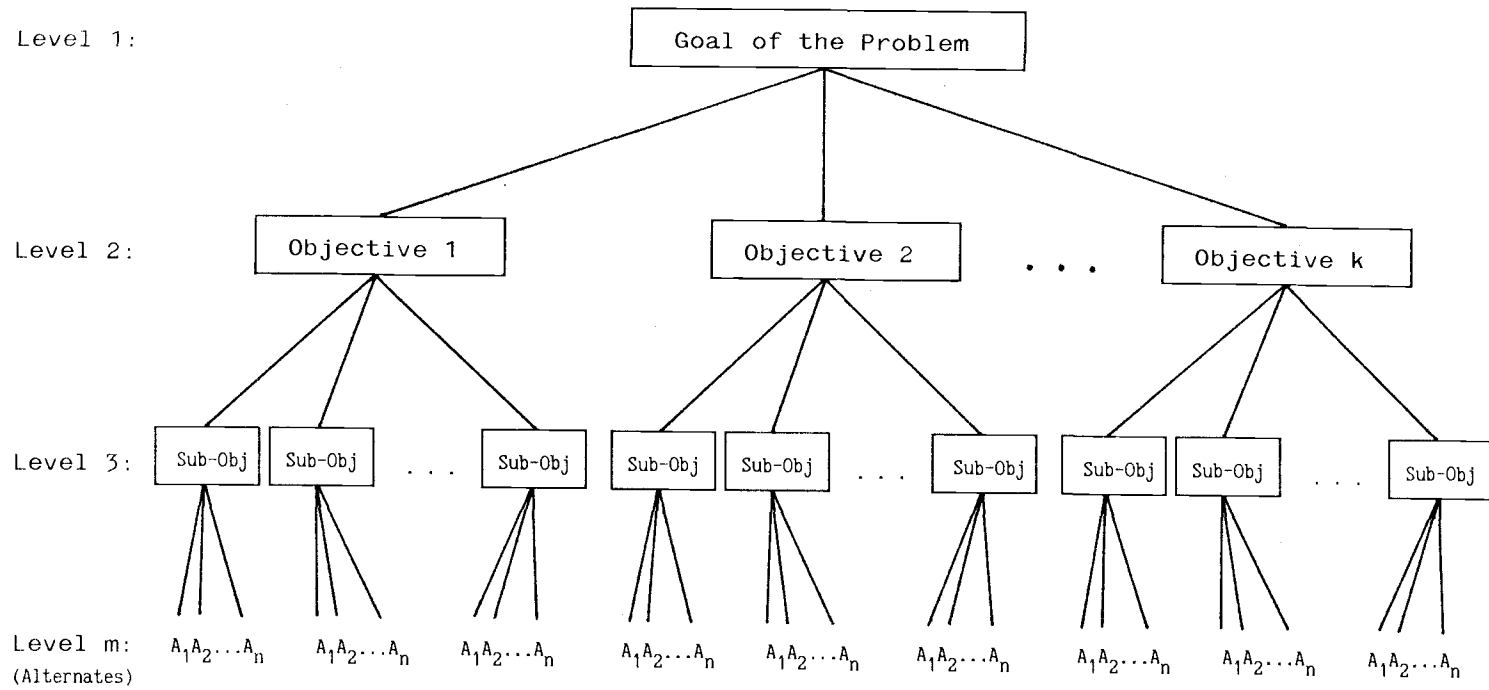 Level 1: Goal of the Problem
Level 2: Objective 1 Objective 2 . . . Objective k
Level 3: Sub-Obj Sub-Obj . . . Sub-Obj Sub-Obj Sub-Obj . . . Sub-Obj Sub-Obj Sub-Obj . . . Sub-Obj
Level m: A₁A₂...Aₙ A₁A₂...Aₙ A₁A₂...Aₙ A₁A₂...Aₙ A₁A₂...Aₙ A₁A₂...Aₙ A₁A₂...Aₙ A₁A₂...Aₙ A₁A₂...Aₙ
(Alternates)